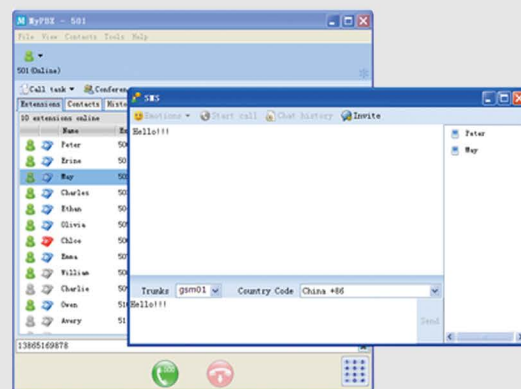 MyPBX - 501
File View Contacts Tools Help
501(Online)
Call task
Extensions Contacts
10 extensions online
Name
Peter
Erine
May
Charles
Ethan
Olivia
Chloe
Emma
William
Charlie
Owen
Avery
13865169878
SMS
Emotions Start call Chat history Invite
Hello!!!
Peter
May
Trunks gsm01 Country Code China +86
Hello!!!
Send